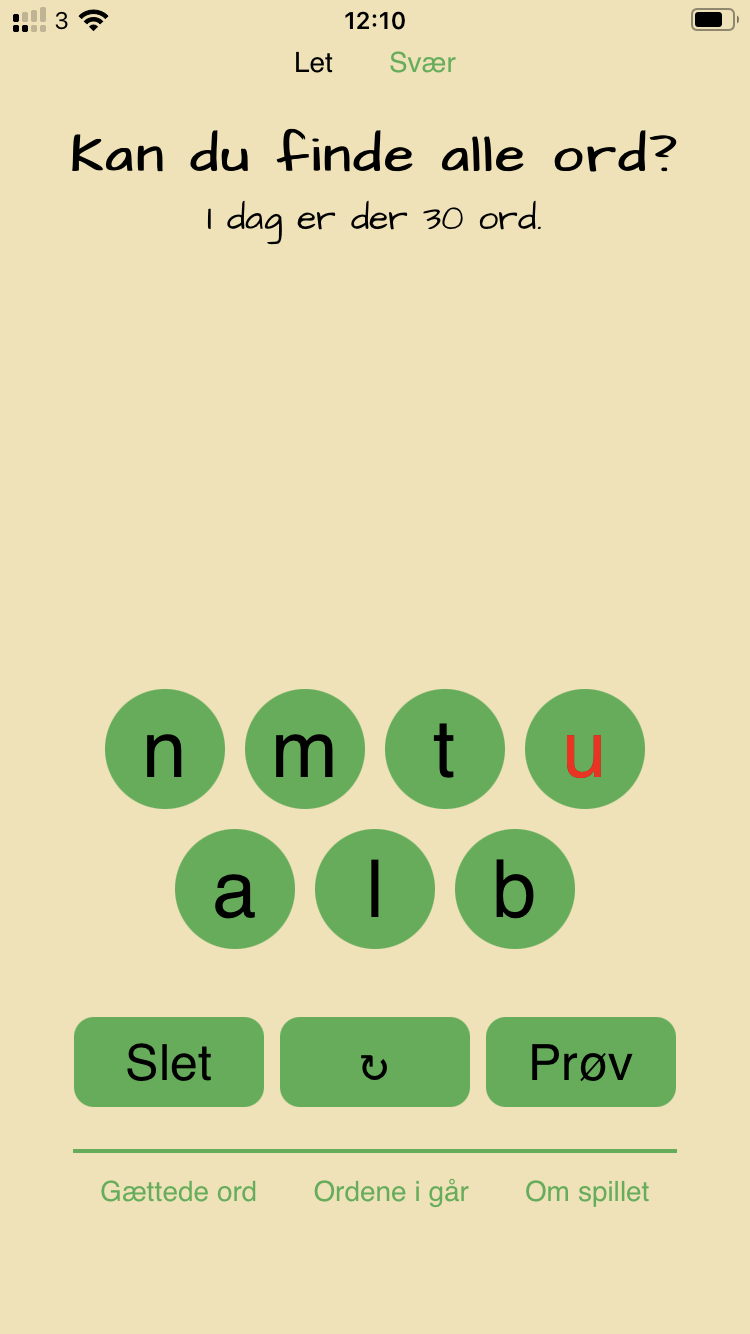 3 12:10
Let Svær
Kan du finde alle ord?
I dag er der 30 ord.
n m t u
a l b
Slet ↻ Prøv
Gættede ord Ordene i går Om spillet